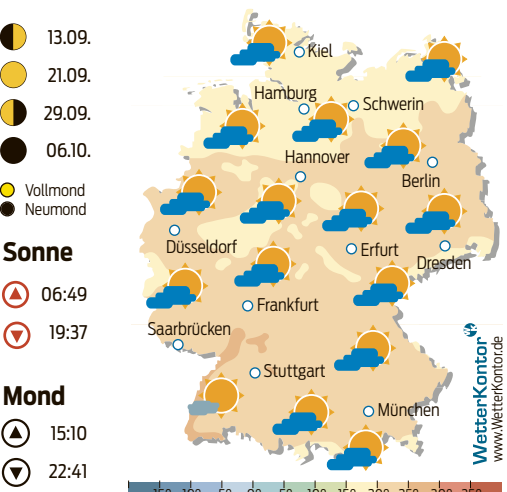 13.09.
21.09.
29.09.
06.10.
Vollmond
Neumond
Sonne
06:49
19:37
Mond
15:10
22:41
Kiel
Hamburg
Schwerin
Hannover
Berlin
Düsseldorf
Erfurt
Dresden
Frankfurt
Saarbrücken
Stuttgart
München
WetterKontor
www.WetterKontor.de